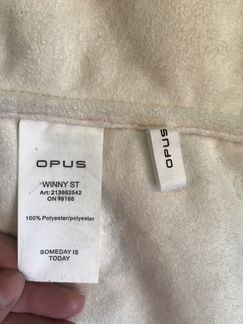 OPUS
WINNY ST
Art: 213662542
ON 99166
100% Polyester/polyester
SOMEDAY IS
TODAY
OPUS